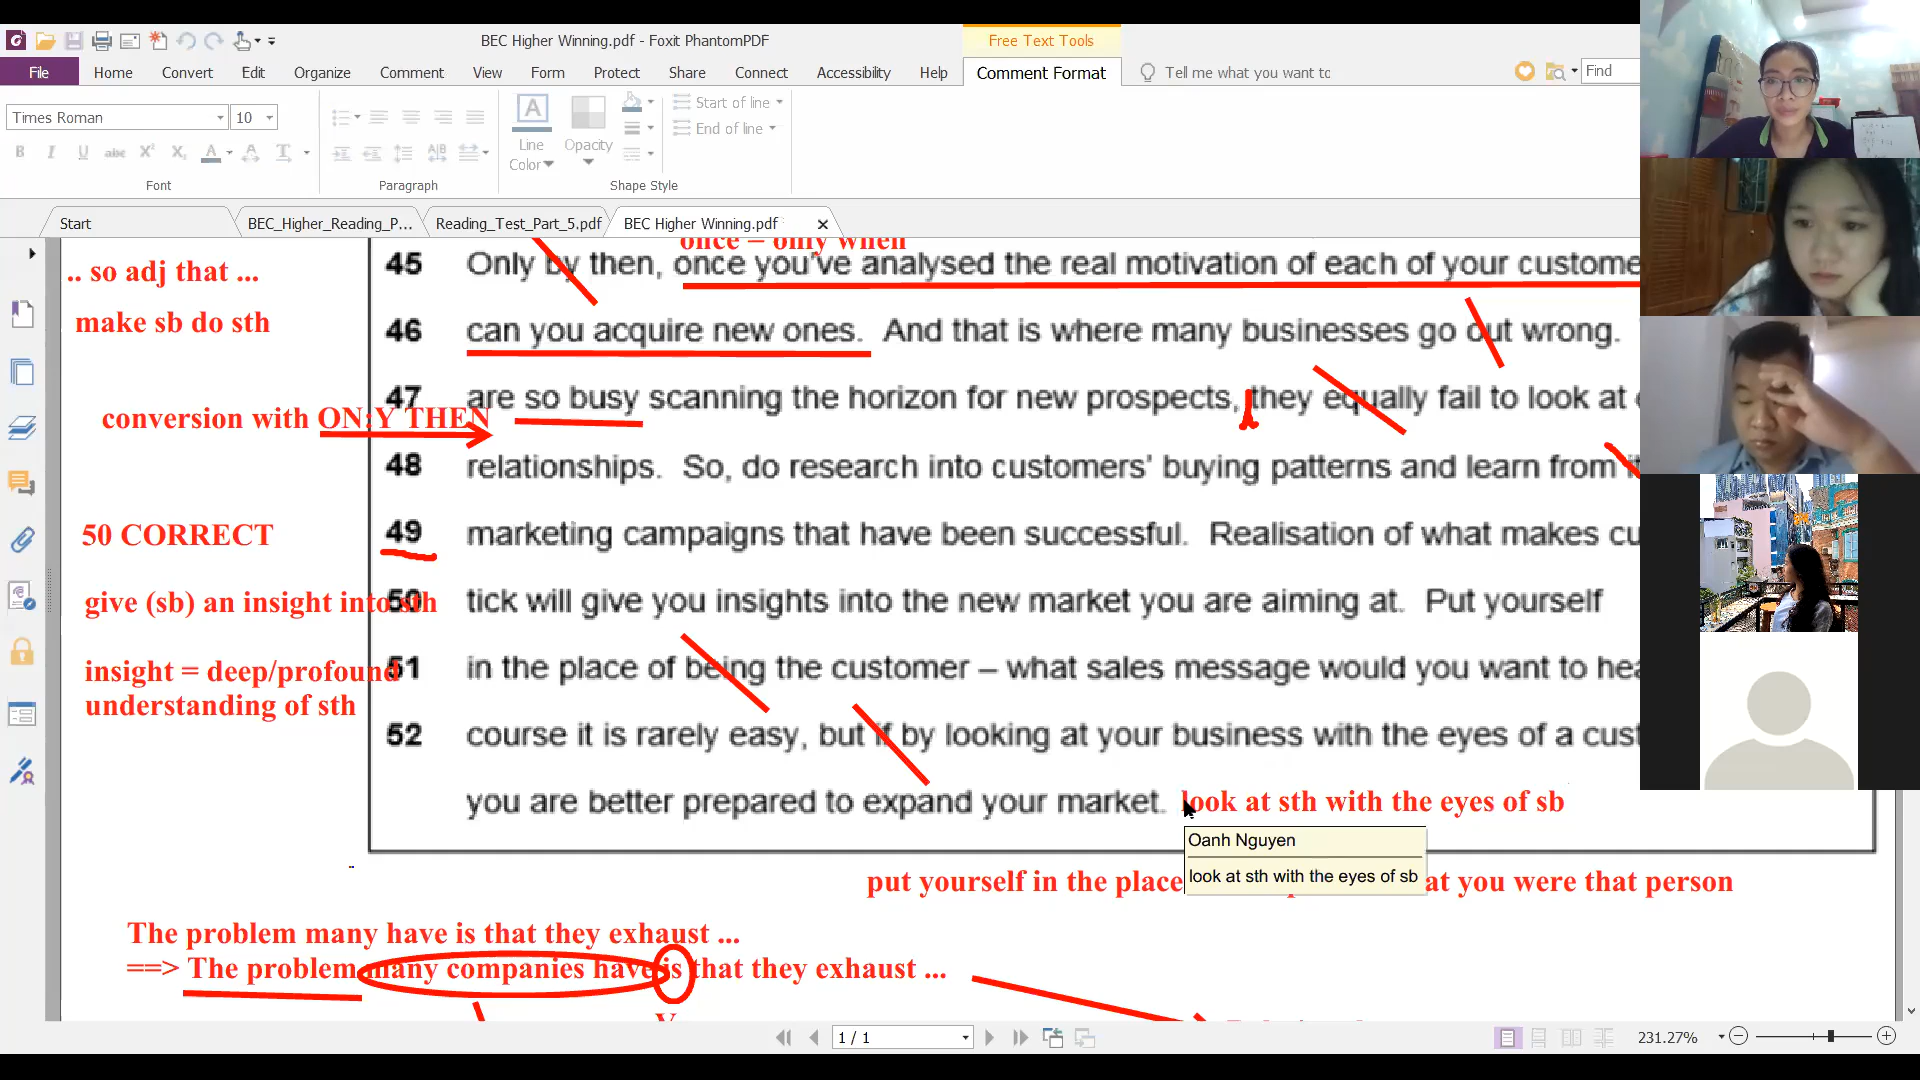 BEC Higher Winning.pdf - Foxit PhantomPDF
Free Text Tools
File Home Convert Edit Organize Comment View Form Protect Share Connect Accessibility Help Comment Format Tell me what you want to Find
Times Roman 10
Start of line
End of line
Line Color
Opacity
Font Paragraph Shape Style
Start BEC_Higher_Reading_P... Reading_Test_Part_5.pdf BEC Higher Winning.pdf
once = only when
.. so adj that ...
45 Only by then, once you've analysed the real motivation of each of your custome
make sb do sth
46 can you acquire new ones. And that is where many businesses go out wrong.
47 are so busy scanning the horizon for new prospects, they equally fail to look at
conversion with ON:Y THEN
48 relationships. So, do research into customers' buying patterns and learn from it
50 CORRECT
49 marketing campaigns that have been successful. Realisation of what makes cu
give (sb) an insight into sth
50 tick will give you insights into the new market you are aiming at. Put yourself
insight = deep/profound
understanding of sth
51 in the place of being the customer – what sales message would you want to hea
52 course it is rarely easy, but if by looking at your business with the eyes of a cust
you are better prepared to expand your market. look at sth with the eyes of sb
Oanh Nguyen
look at sth with the eyes of sb
put yourself in the place at you were that person
The problem many have is that they exhaust ...
==> The problem many companies have is that they exhaust ...
V
1 / 1
231.27%